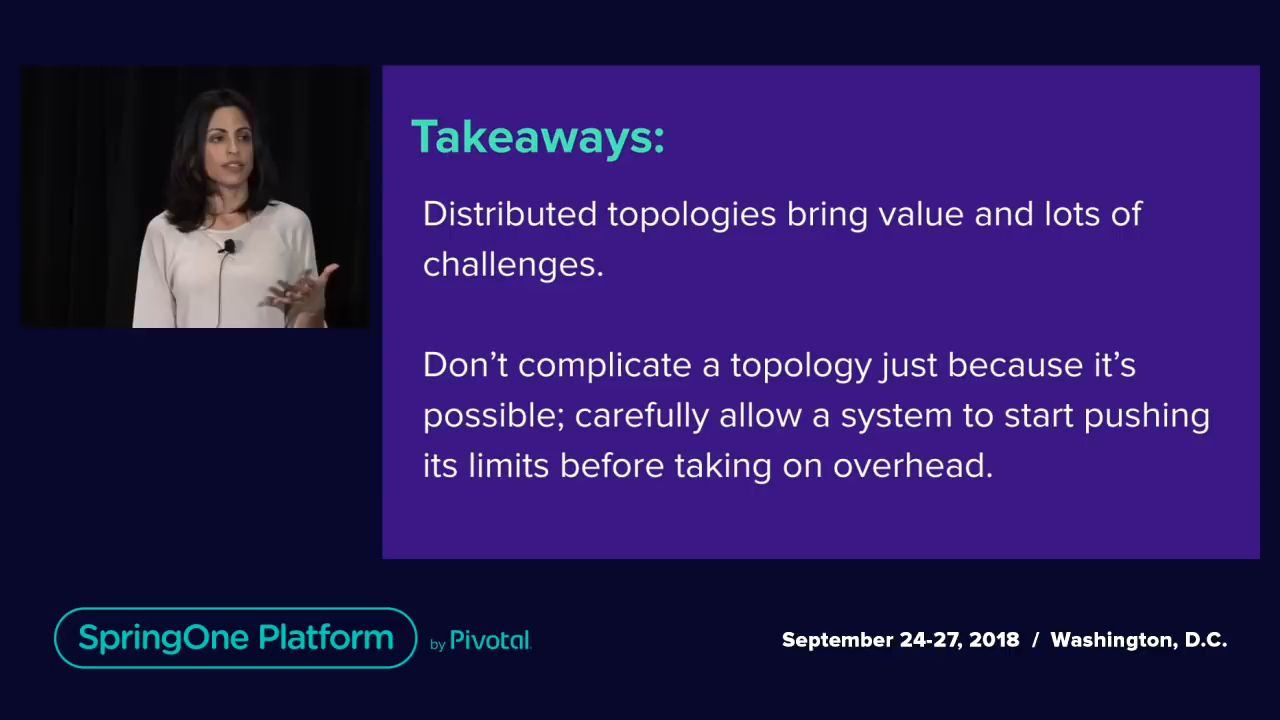 Takeaways:
Distributed topologies bring value and lots of
challenges.
Don’t complicate a topology just because it’s
possible; carefully allow a system to start pushing
its limits before taking on overhead.
SpringOne Platform
by Pivotal.
September 24-27, 2018 / Washington, D.C.